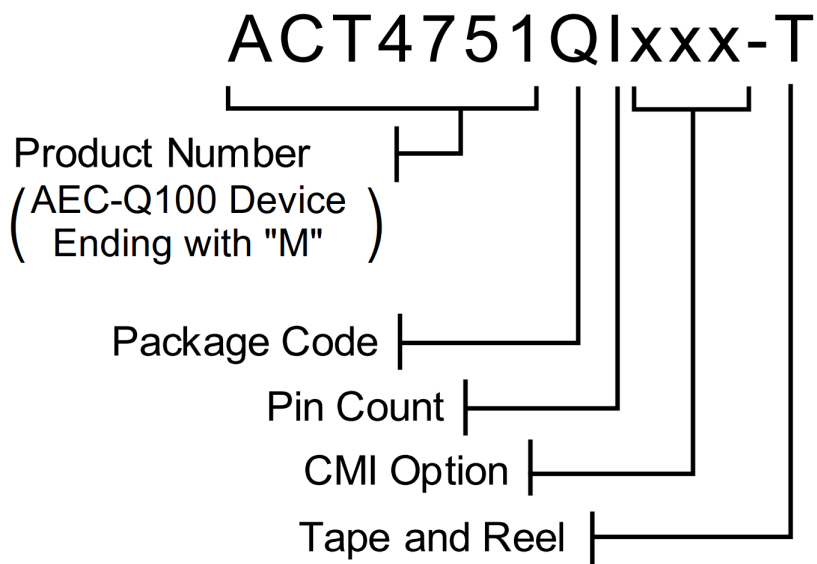 ACT4751QIxxx-T
Product Number
(AEC-Q100 Device
Ending with "M")
Package Code
Pin Count
CMI Option
Tape and Reel